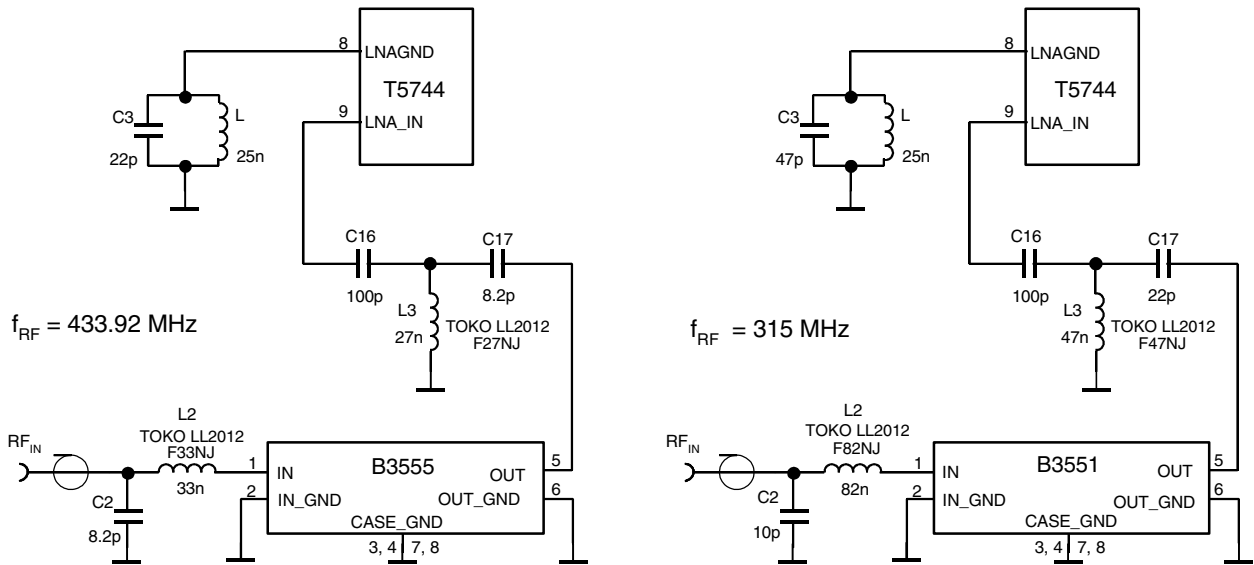 8
LNAGND
T5744
C3
L
9
LNA_IN
22p
25n
C16
C17
100p
8.2p
L3
27n
TOKO LL2012
F27NJ
f_RF = 433.92 MHz
L2
TOKO LL2012
F33NJ
RF_IN
33n
C2
8.2p
1
IN
B3555
OUT
5
2
IN_GND
OUT_GND
6
CASE_GND
3, 4
7, 8
8
LNAGND
T5744
C3
L
9
LNA_IN
47p
25n
C16
C17
100p
22p
L3
47n
TOKO LL2012
F47NJ
f_RF = 315 MHz
L2
TOKO LL2012
F82NJ
RF_IN
82n
C2
10p
1
IN
B3551
OUT
5
2
IN_GND
OUT_GND
6
CASE_GND
3, 4
7, 8